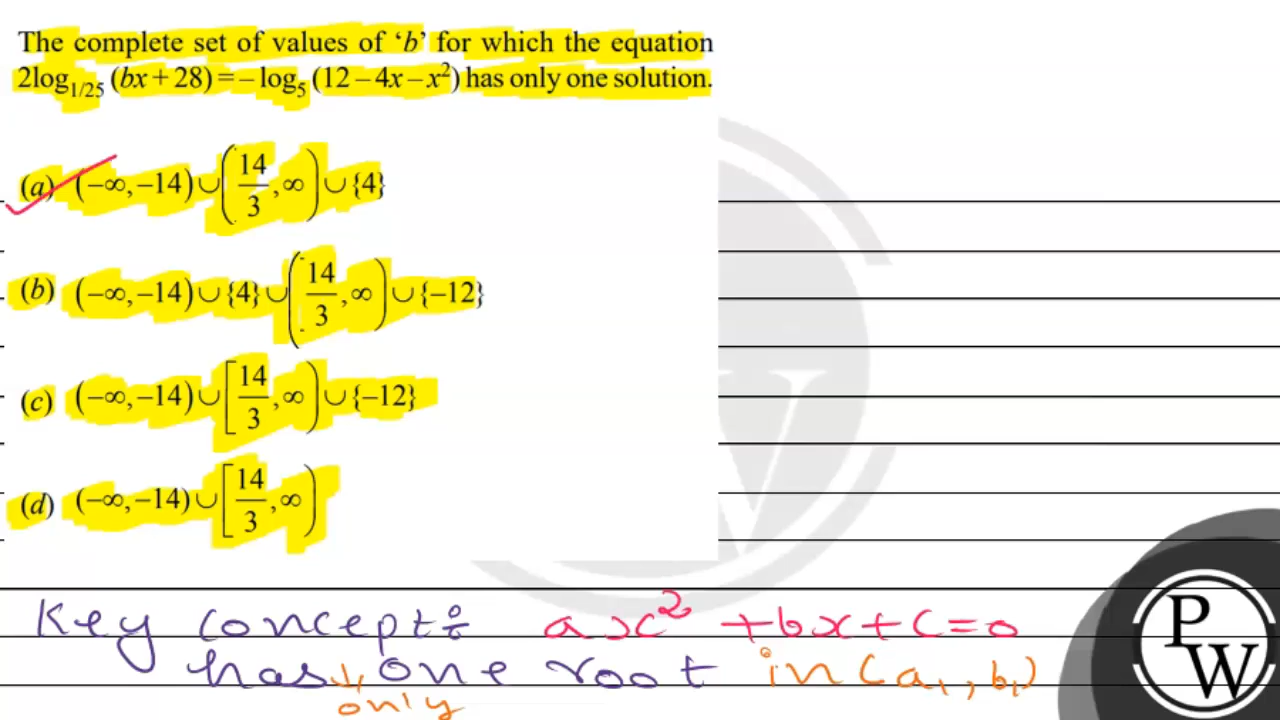 The complete set of values of ‘b’ for which the equation
2log₁/₂₅ (bx + 28) = – log₅ (12 – 4x – x²) has only one solution.
(a) (–∞, –14) ∪ (14/3, ∞) ∪ {4}
(b) (–∞, –14) ∪ {4} ∪ (14/3, ∞) ∪ {–12}
(c) (–∞, –14) ∪ [14/3, ∞) ∪ {–12}
(d) (–∞, –14) ∪ [14/3, ∞)
Key concept: ax² + bx + c = 0
has one root in (a₁, b₁)
only
P
W